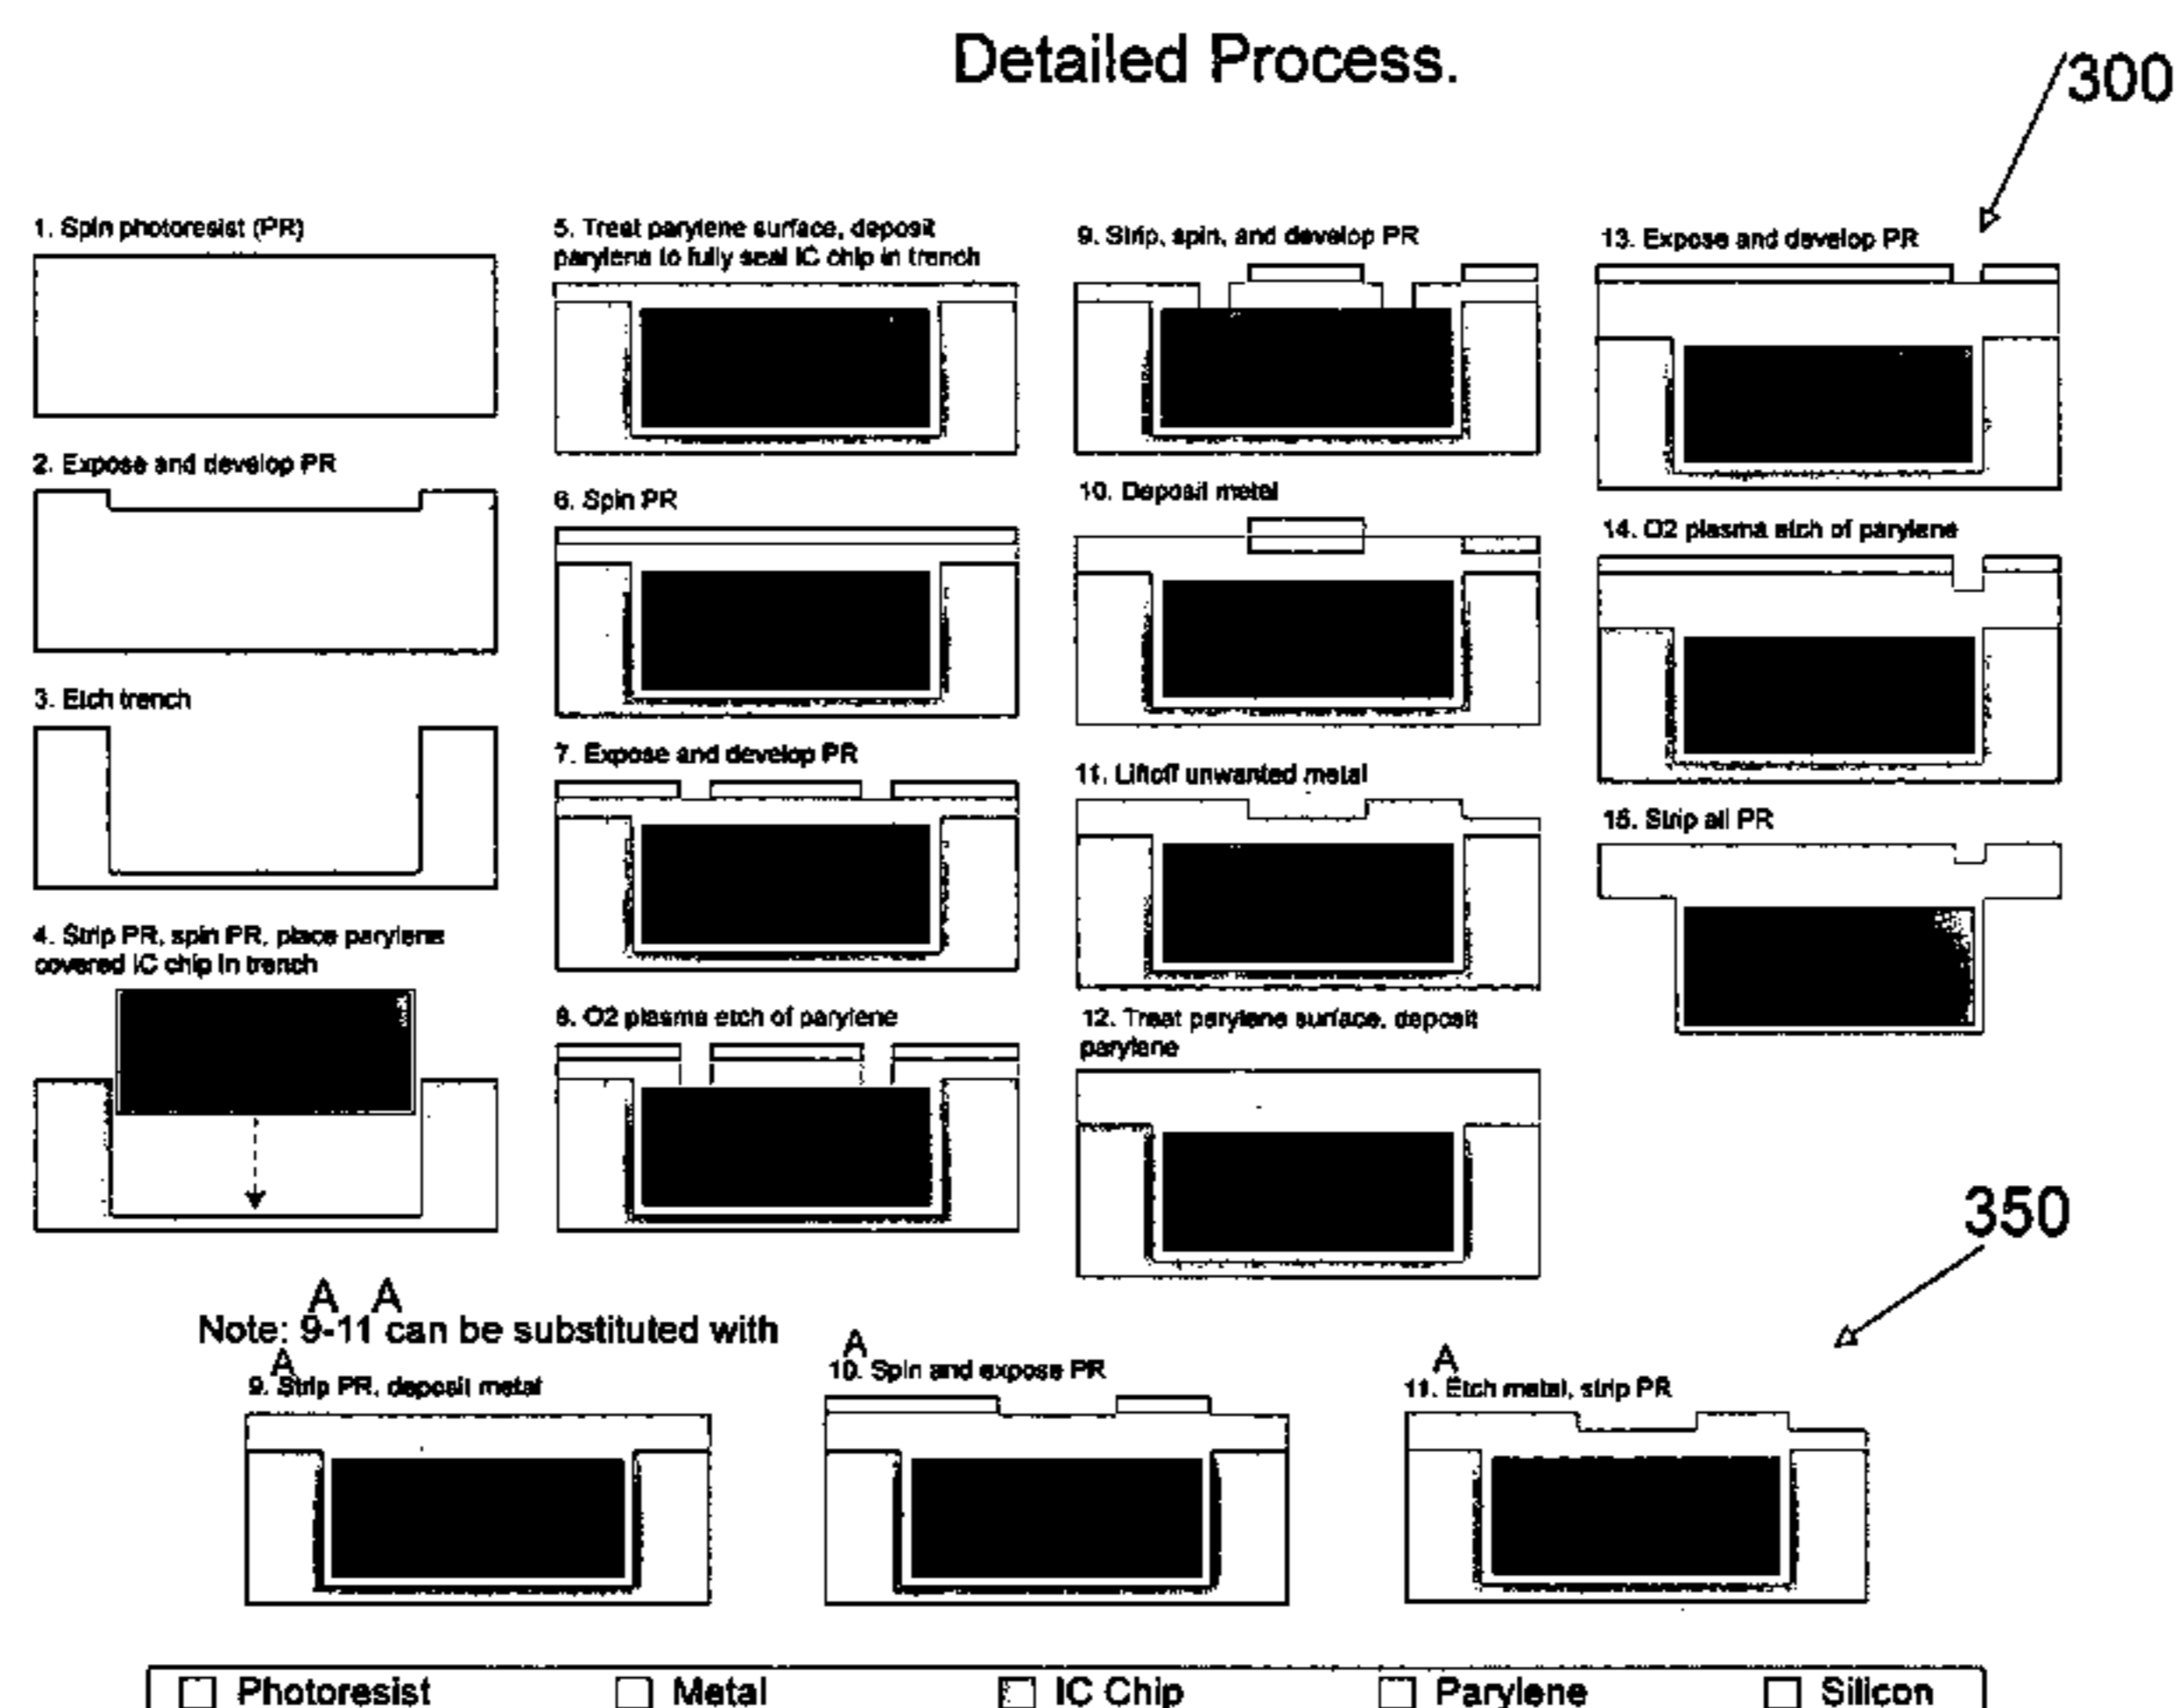 Detailed Process.
300
1. Spin photoresist (PR)
2. Expose and develop PR
3. Etch trench
4. Strip PR, spin PR, place parylene
covered IC chip in trench
5. Treat parylene surface, deposit
parylene to fully seal IC chip in trench
6. Spin PR
7. Expose and develop PR
8. O2 plasma etch of parylene
9. Strip, spin, and develop PR
10. Deposit metal
11. Liftoff unwanted metal
12. Treat parylene surface, deposit
parylene
13. Expose and develop PR
14. O2 plasma etch of parylene
15. Strip all PR
350
A A
Note: 9-11 can be substituted with
A
9. Strip PR, deposit metal
A
10. Spin and expose PR
A
11. Etch metal, strip PR
Photoresist Metal IC Chip Parylene Silicon